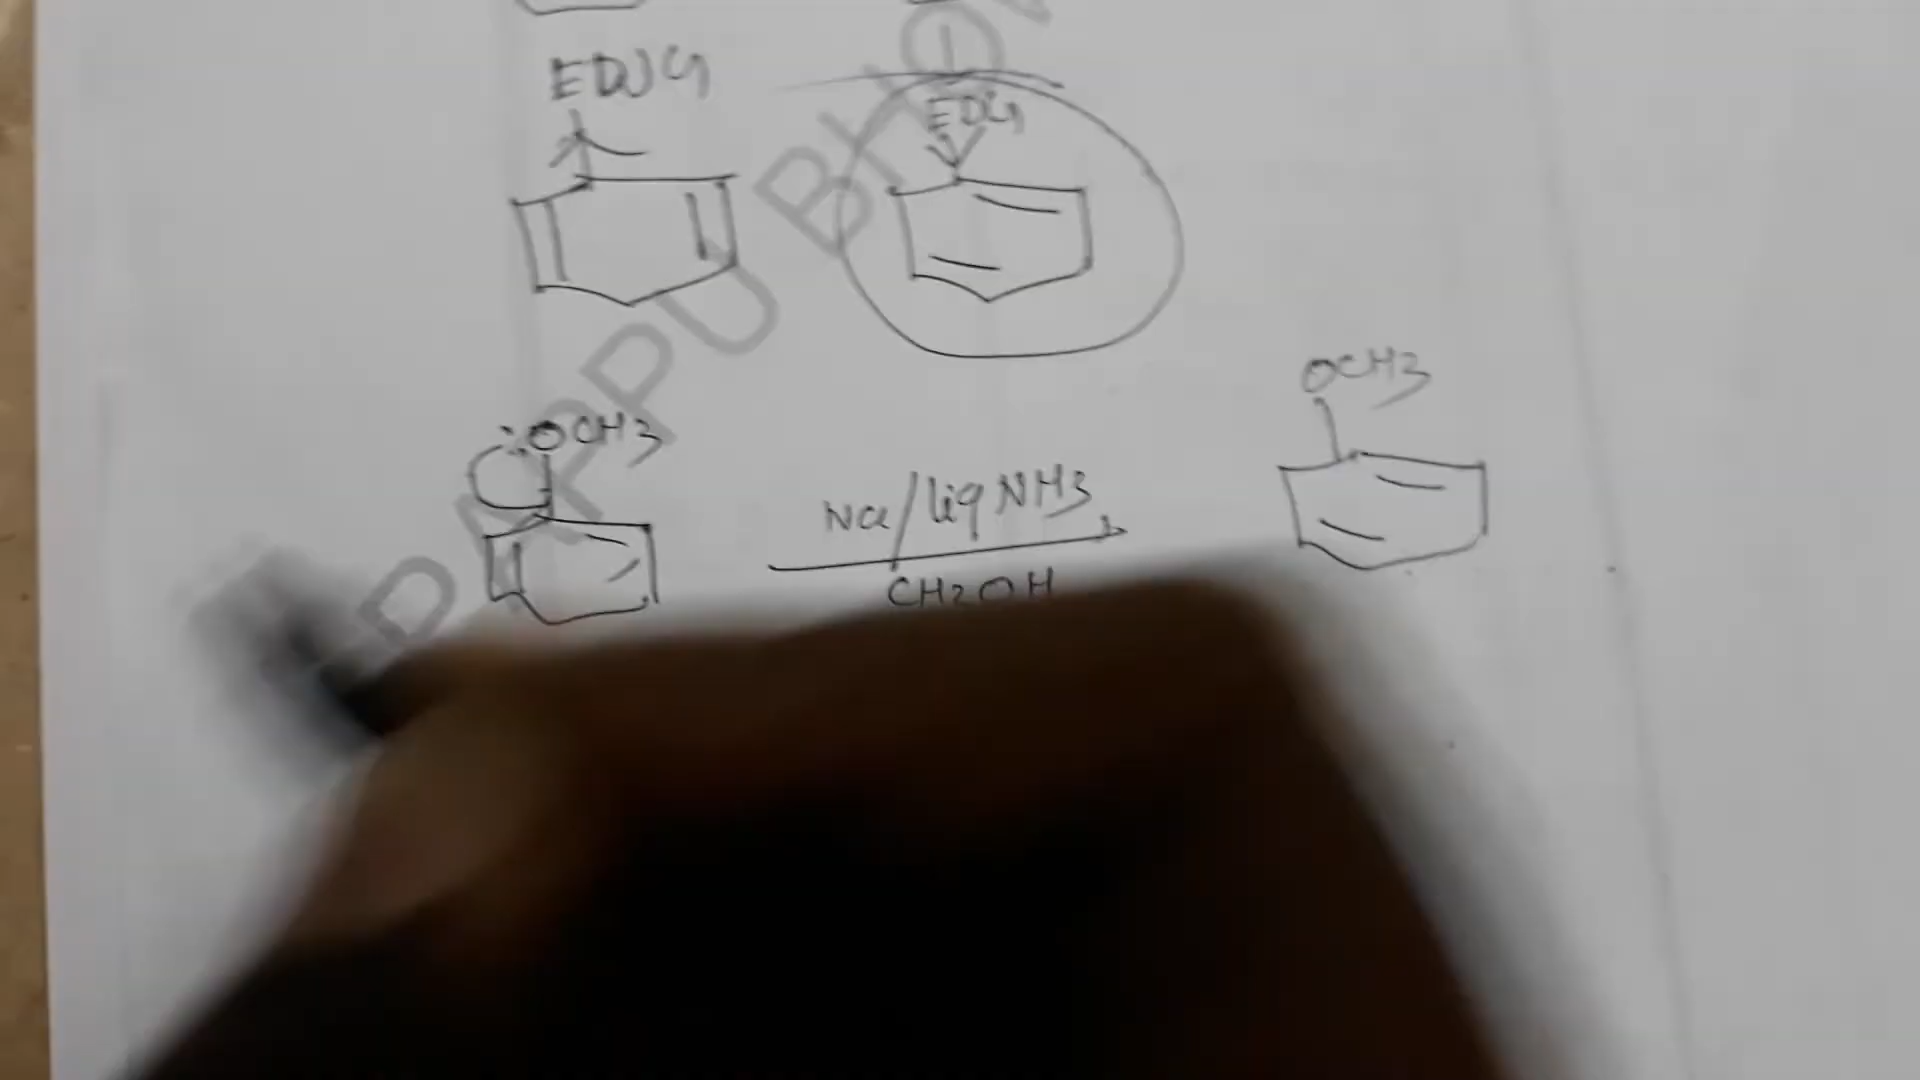 EDG
EDG
:OCH3
OCH3
Na/liq NH3
CH3OH